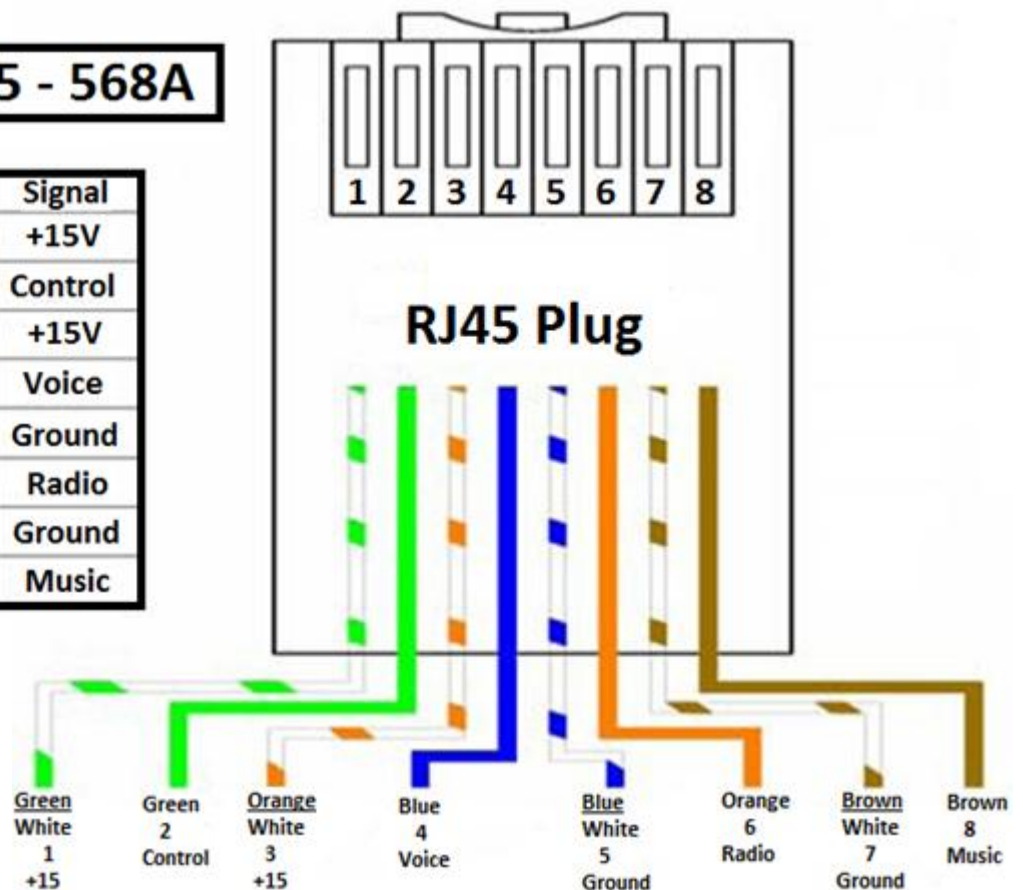 5 - 568A
Signal
+15V
Control
+15V
Voice
Ground
Radio
Ground
Music
1 2 3 4 5 6 7 8
RJ45 Plug
Green
White
1
+15
Green
2
Control
Orange
White
3
+15
Blue
4
Voice
Blue
White
5
Ground
Orange
6
Radio
Brown
White
7
Ground
Brown
8
Music